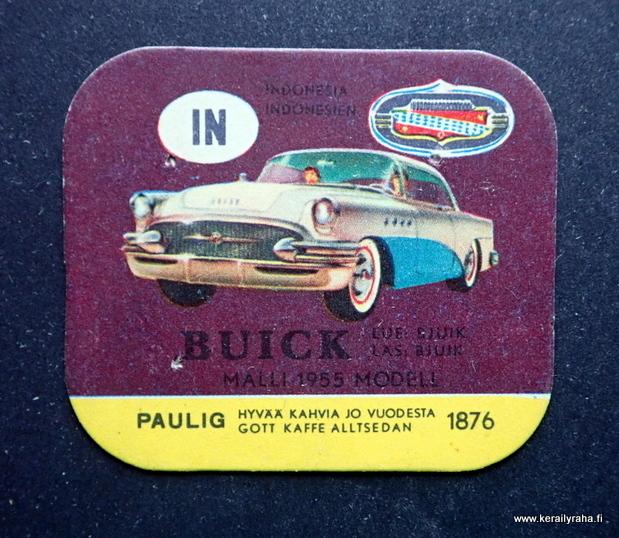 IN
INDONESIA
INDONESIEN
BUICK
BUICK
LUE: BJUIK
LÄS: BJUIK
MALLI 1955 MODELL
PAULIG
HYVÄÄ KAHVIA JO VUODESTA
GOTT KAFFE ALLTSEDAN
1876
www.kerailyraha.fi